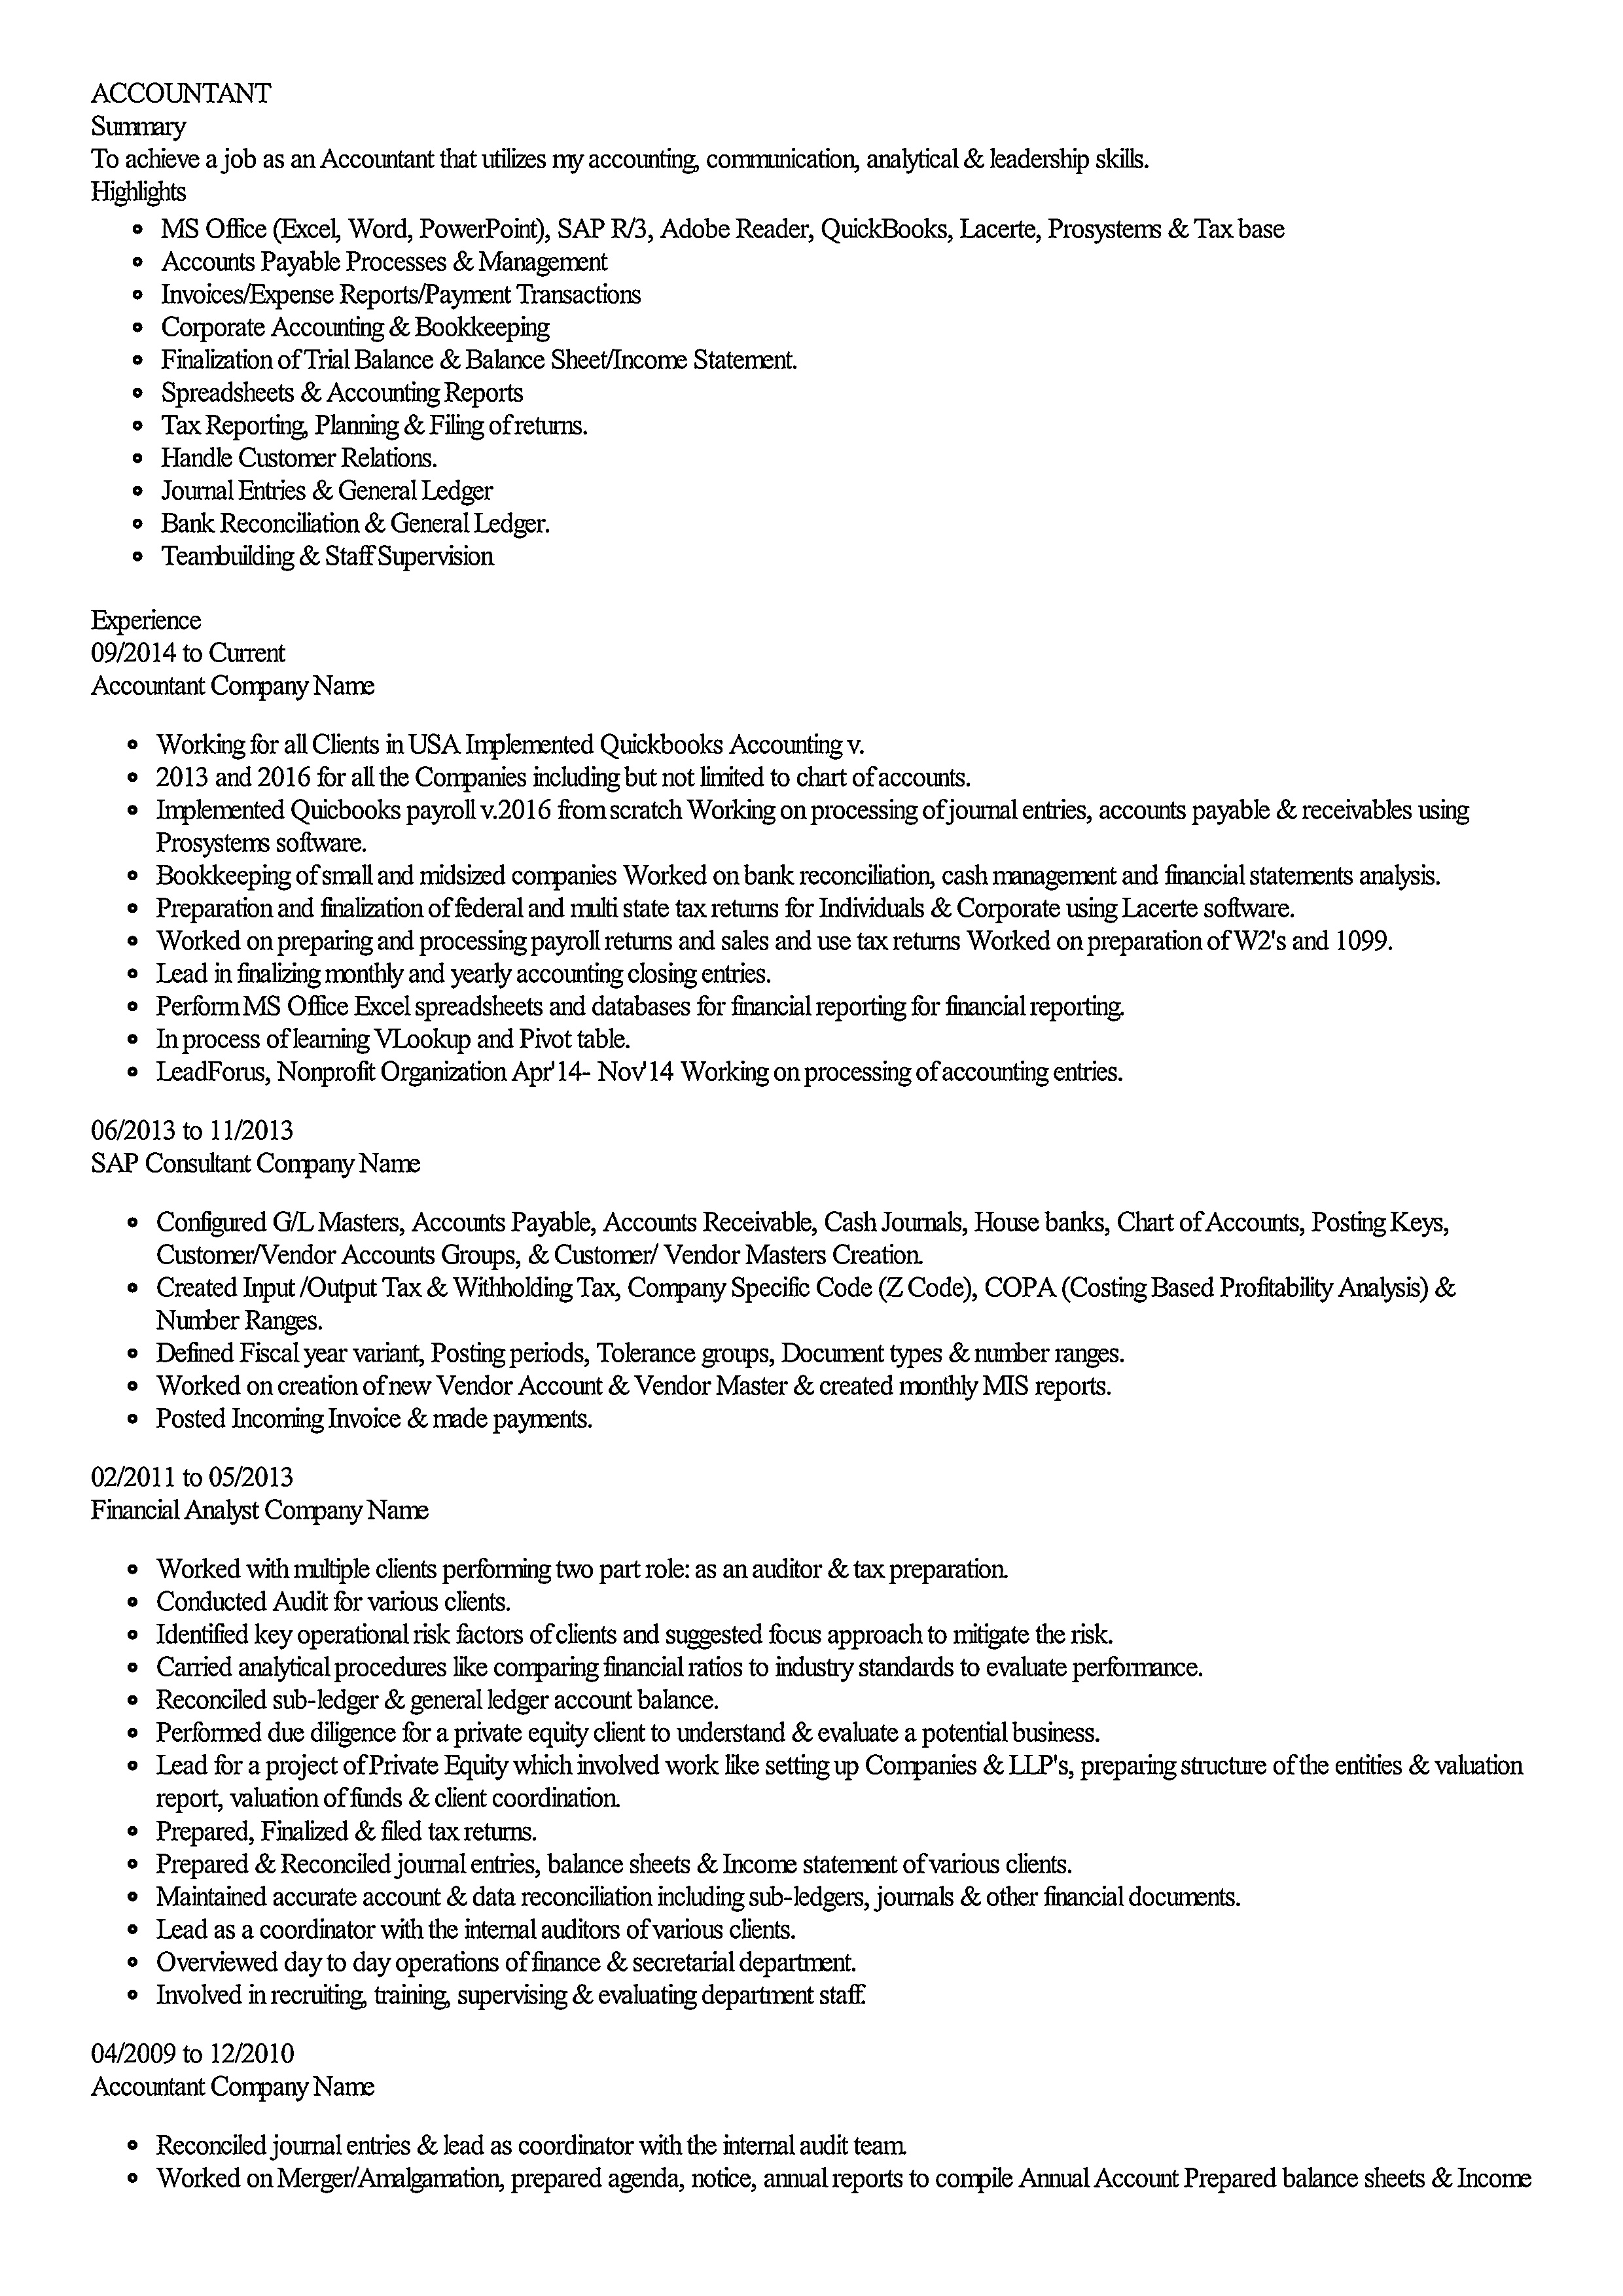 ACCOUNTANT
Summary
To achieve a job as an Accountant that utilizes my accounting, communication, analytical & leadership skills.
Highlights
MS Office (Excel, Word, PowerPoint), SAP R/3, Adobe Reader, QuickBooks, Lacerte, Prosystems & Tax base
Accounts Payable Processes & Management
Invoices/Expense Reports/Payment Transactions
Corporate Accounting & Bookkeeping
Finalization of Trial Balance & Balance Sheet/Income Statement.
Spreadsheets & Accounting Reports
Tax Reporting, Planning & Filing of returns.
Handle Customer Relations.
Journal Entries & General Ledger
Bank Reconciliation & General Ledger.
Teambuilding & Staff Supervision
Experience
09/2014 to Current
Accountant Company Name
Working for all Clients in USA Implemented Quickbooks Accounting v.
2013 and 2016 for all the Companies including but not limited to chart of accounts.
Implemented Quicbooks payroll v.2016 from scratch Working on processing of journal entries, accounts payable & receivables using
Prosystems software.
Bookkeeping of small and midsized companies Worked on bank reconciliation, cash management and financial statements analysis.
Preparation and finalization of federal and multi state tax returns for Individuals & Corporate using Lacerte software.
Worked on preparing and processing payroll returns and sales and use tax returns Worked on preparation of W2's and 1099.
Lead in finalizing monthly and yearly accounting closing entries.
Perform MS Office Excel spreadsheets and databases for financial reporting for financial reporting.
In process of learning VLookup and Pivot table.
LeadForus, Nonprofit Organization Apr'14- Nov'14 Working on processing of accounting entries.
06/2013 to 11/2013
SAP Consultant Company Name
Configured G/L Masters, Accounts Payable, Accounts Receivable, Cash Journals, House banks, Chart of Accounts, Posting Keys,
Customer/Vendor Accounts Groups, & Customer/ Vendor Masters Creation.
Created Input /Output Tax & Withholding Tax, Company Specific Code (Z Code), COPA (Costing Based Profitability Analysis) &
Number Ranges.
Defined Fiscal year variant, Posting periods, Tolerance groups, Document types & number ranges.
Worked on creation of new Vendor Account & Vendor Master & created monthly MIS reports.
Posted Incoming Invoice & made payments.
02/2011 to 05/2013
Financial Analyst Company Name
Worked with multiple clients performing two part role: as an auditor & tax preparation.
Conducted Audit for various clients.
Identified key operational risk factors of clients and suggested focus approach to mitigate the risk.
Carried analytical procedures like comparing financial ratios to industry standards to evaluate performance.
Reconciled sub-ledger & general ledger account balance.
Performed due diligence for a private equity client to understand & evaluate a potential business.
Lead for a project of Private Equity which involved work like setting up Companies & LLP's, preparing structure of the entities & valuation
report, valuation of funds & client coordination.
Prepared, Finalized & filed tax returns.
Prepared & Reconciled journal entries, balance sheets & Income statement of various clients.
Maintained accurate account & data reconciliation including sub-ledgers, journals & other financial documents.
Lead as a coordinator with the internal auditors of various clients.
Overviewed day to day operations of finance & secretarial department.
Involved in recruiting, training, supervising & evaluating department staff.
04/2009 to 12/2010
Accountant Company Name
Reconciled journal entries & lead as coordinator with the internal audit team.
Worked on Merger/Amalgamation, prepared agenda, notice, annual reports to compile Annual Account Prepared balance sheets & Income